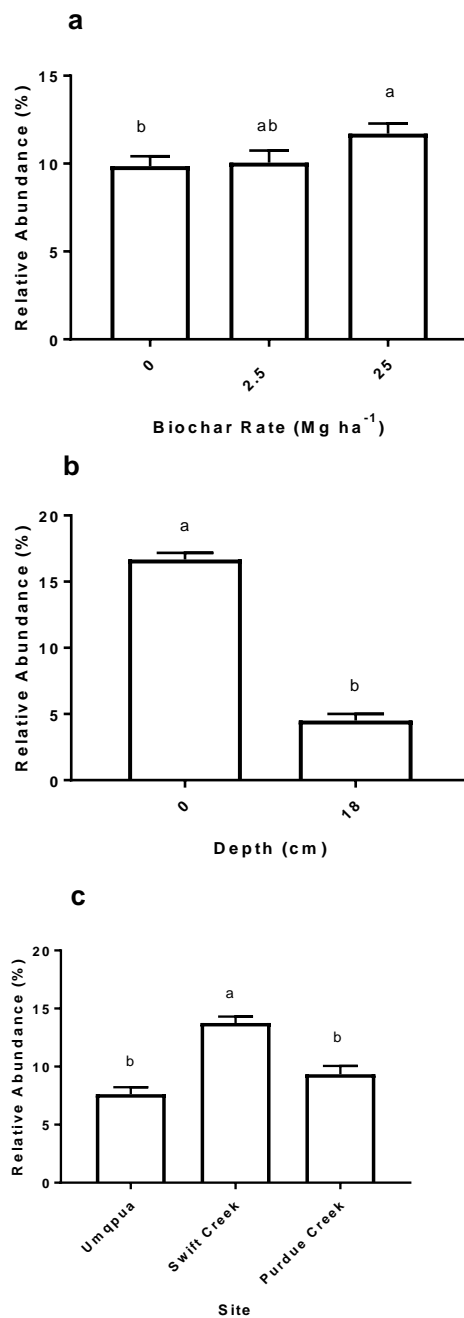 a
Relative Abundance (%)
15
10
5
0
b
ab
a
0
2.5
25
Biochar Rate (Mg ha⁻¹)
b
Relative Abundance (%)
20
15
10
5
0
a
b
0
18
Depth (cm)
c
Relative Abundance (%)
20
15
10
5
0
b
a
b
Umqpua
Swift Creek
Purdue Creek
Site